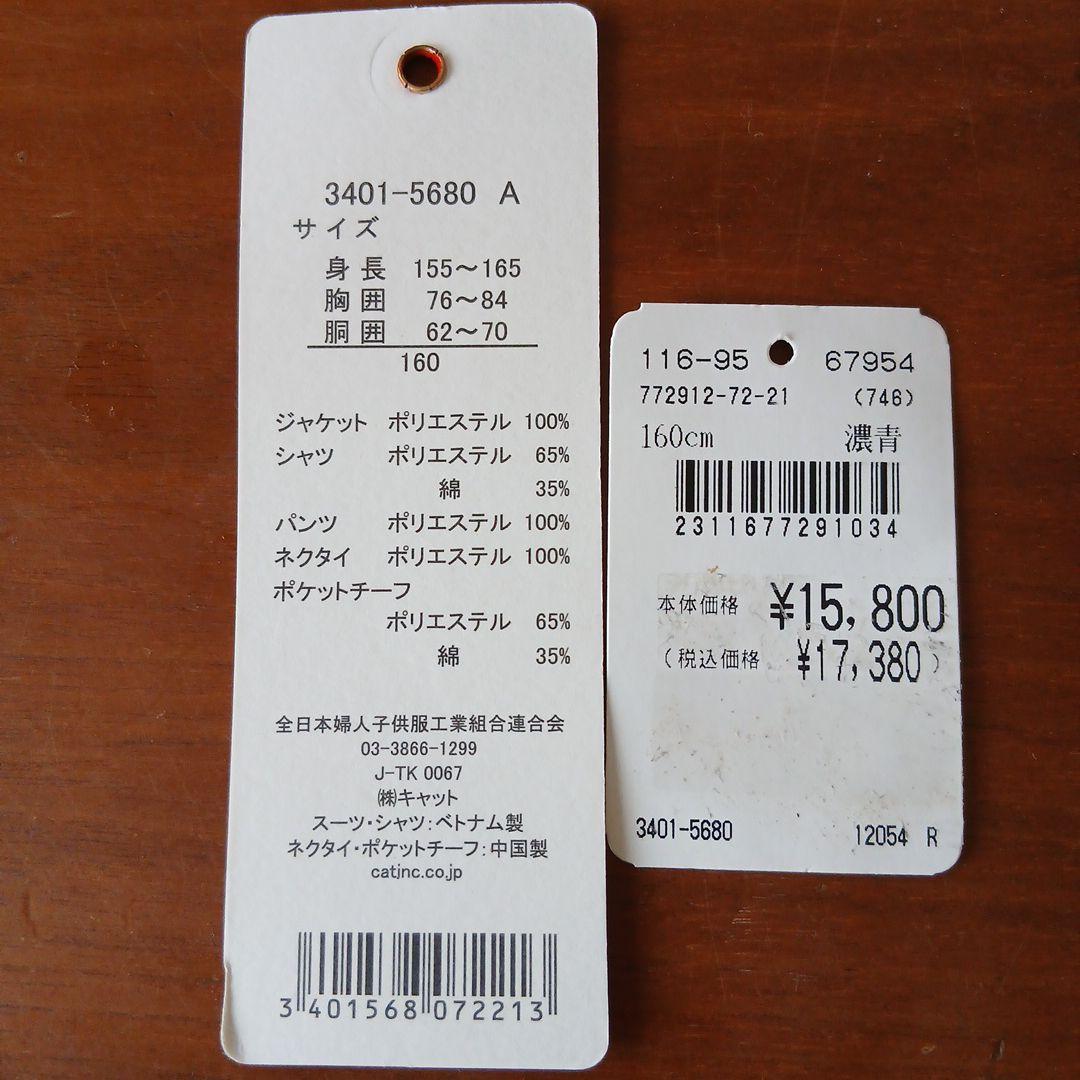 3401-5680 A
サイズ
身長 155〜165
胸囲 76〜84
胴囲 62〜70
160
ジャケット ポリエステル 100%
シャツ ポリエステル 65%
綿 35%
パンツ ポリエステル 100%
ネクタイ ポリエステル 100%
ポケットチーフ
ポリエステル 65%
綿 35%
全日本婦人子供服工業組合連合会
03-3866-1299
J-TK 0067
㈱キャット
スーツ・シャツ:ベトナム製
ネクタイ・ポケットチーフ:中国製
catjnc.co.jp
3 401568 072213
116-95 67954
772912-72-21 (746)
160cm 濃青
2311677291034
本体価格 ¥15,800
(税込価格 ¥17,380)
3401-5680 12054 R